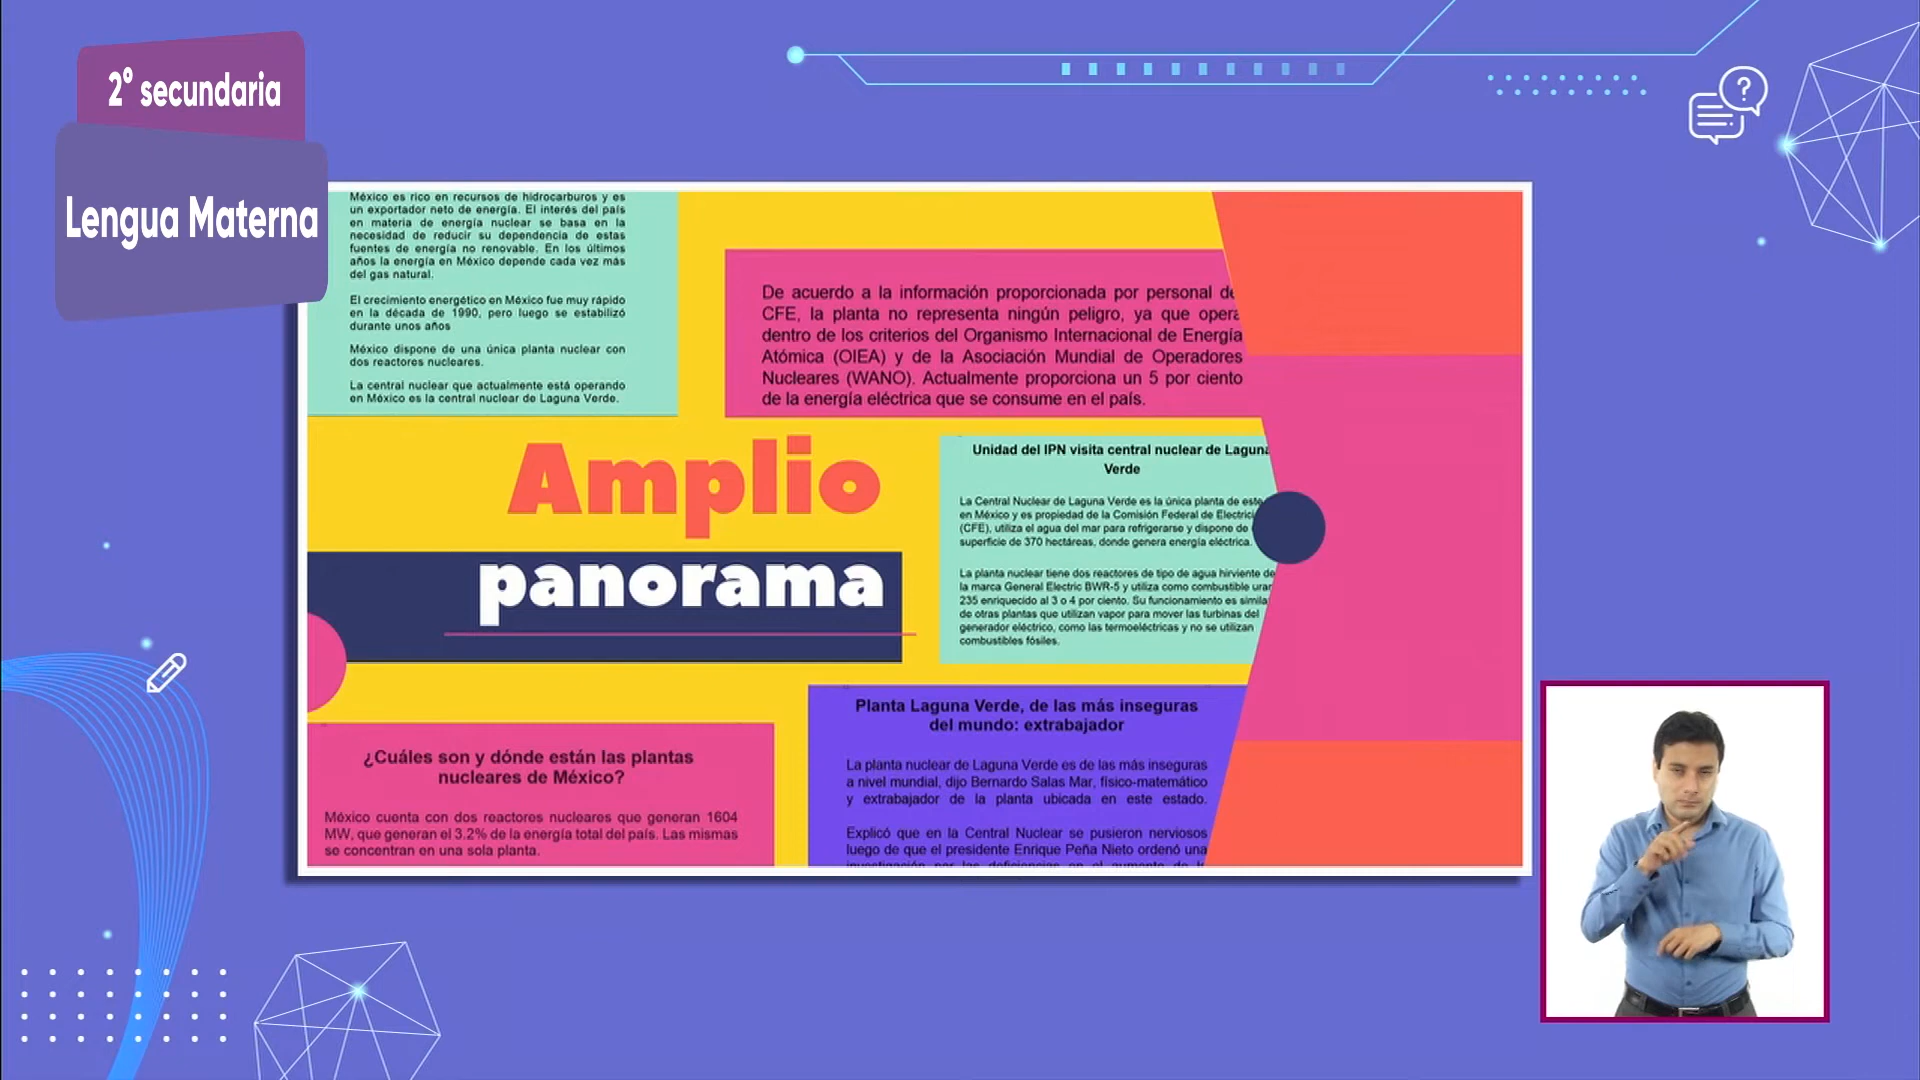 2° secundaria
Lengua Materna
México es rico en recursos de hidrocarburos y es
un exportador neto de energía. El interés del país
en materia de energía nuclear se basa en la
necesidad de reducir su dependencia de estas
fuentes de energía no renovable. En los últimos
años la energía en México depende cada vez más
del gas natural.
El crecimiento energético en México fue muy rápido
en la década de 1990, pero luego se estabilizó
durante unos años
México dispone de una única planta nuclear con
dos reactores nucleares.
La central nuclear que actualmente está operando
en México es la central nuclear de Laguna Verde.
De acuerdo a la información proporcionada por personal de
CFE, la planta no representa ningún peligro, ya que opera
dentro de los criterios del Organismo Internacional de Energía
Atómica (OIEA) y de la Asociación Mundial de Operadores
Nucleares (WANO). Actualmente proporciona un 5 por ciento
de la energía eléctrica que se consume en el país.
Amplio
panorama
Unidad del IPN visita central nuclear de Laguna
Verde
La Central Nuclear de Laguna Verde es la única planta de este
en México y es propiedad de la Comisión Federal de
(CFE), utiliza el agua del mar para refrigerarse y dispone de
superficie de 370 hectáreas, donde genera energía eléctrica.
La planta nuclear tiene dos reactores de tipo de agua hirviente de
la marca General Electric BWR-5 y utiliza como combustible
235 enriquecido al 3 o 4 por ciento. Su funcionamiento es
de otras plantas que utilizan vapor para mover las turbinas del
generador eléctrico, como las termoeléctricas y no se utilizan
combustibles fósiles.
¿Cuáles son y dónde están las plantas
nucleares de México?
México cuenta con dos reactores nucleares que generan 1604
MW, que generan el 3.2% de la energía total del país. Las mismas
se concentran en una sola planta.
Planta Laguna Verde, de las más inseguras
del mundo: extrabajador
La planta nuclear de Laguna Verde es de las más inseguras
a nivel mundial, dijo Bernardo Salas Mar, físico-matemático
y extrabajador de la planta ubicada en este estado.
Explicó que en la Central Nuclear se pusieron nerviosos
luego de que el presidente Enrique Peña Nieto ordenó una
investigación por las deficiencias en el aumento de